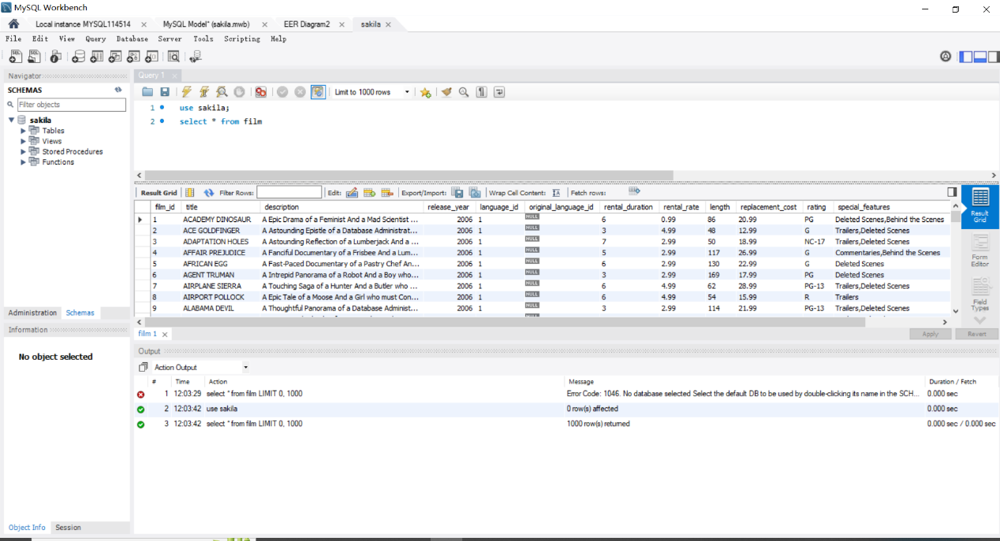 MySQL Workbench
Local instance MYSQL114514 × MySQL Model* (sakila.mwb) × EER Diagram2 × sakila ×
File Edit View Query Database Server Tools Scripting Help
Navigator
SCHEMAS
Filter objects
sakila
Tables
Views
Stored Procedures
Functions
Administration Schemas
Information
No object selected
Object Info Session
Query 1 ×
Limit to 1000 rows
1 use sakila;
2 select * from film
Result Grid Filter Rows: Edit: Export/Import: Wrap Cell Content: Fetch rows:
film_id title description release_year language_id original_language_id rental_duration rental_rate length replacement_cost rating special_features
1 ACADEMY DINOSAUR A Epic Drama of a Feminist And a Mad Scientist ... 2006 1 NULL 6 0.99 86 20.99 PG Deleted Scenes,Behind the Scenes
2 ACE GOLDFINGER A Astounding Epistle of a Database Administrat... 2006 1 NULL 3 4.99 48 12.99 G Trailers,Deleted Scenes
3 ADAPTATION HOLES A Astounding Reflection of a Lumberjack And a ... 2006 1 NULL 7 2.99 50 18.99 NC-17 Trailers,Deleted Scenes
4 AFFAIR PREJUDICE A Fanciful Documentary of a Frisbee And a Lum... 2006 1 NULL 5 2.99 117 26.99 G Commentaries,Behind the Scenes
5 AFRICAN EGG A Fast-Paced Documentary of a Pastry Chef An... 2006 1 NULL 6 2.99 130 22.99 G Deleted Scenes
6 AGENT TRUMAN A Intrepid Panorama of a Robot And a Boy who... 2006 1 NULL 3 2.99 169 17.99 PG Deleted Scenes
7 AIRPLANE SIERRA A Touching Saga of a Hunter And a Butler who ... 2006 1 NULL 6 4.99 62 28.99 PG-13 Trailers,Deleted Scenes
8 AIRPORT POLLOCK A Epic Tale of a Moose And a Girl who must Con... 2006 1 NULL 6 4.99 54 15.99 R Trailers
9 ALABAMA DEVIL A Thoughtful Panorama of a Database Administ... 2006 1 NULL 3 2.99 114 21.99 PG-13 Trailers,Deleted Scenes
Result
Grid
Form
Editor
Field
Types
film 1 × Apply Revert
Output
Action Output
# Time Action Message Duration / Fetch
1 12:03:29 select * from film LIMIT 0, 1000 Error Code: 1046. No database selected Select the default DB to be used by double-clicking its name in the SCH... 0.000 sec
2 12:03:42 use sakila 0 row(s) affected 0.000 sec
3 12:03:42 select * from film LIMIT 0, 1000 1000 row(s) returned 0.000 sec / 0.000 sec